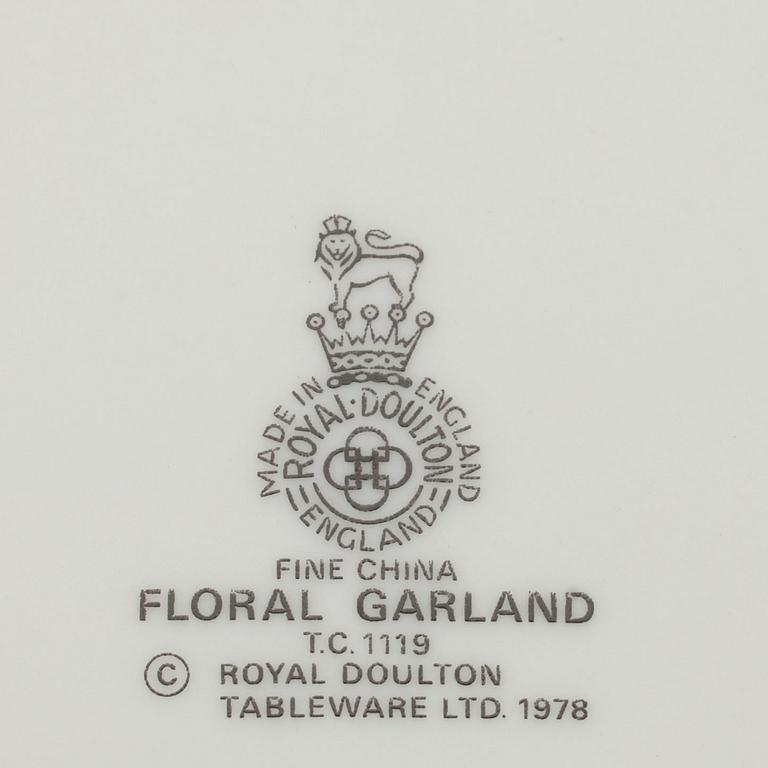 MADE IN ENGLAND
ROYAL·DOULTON
ENGLAND
FINE CHINA
FLORAL GARLAND
T.C. 1119
© ROYAL DOULTON
TABLEWARE LTD. 1978